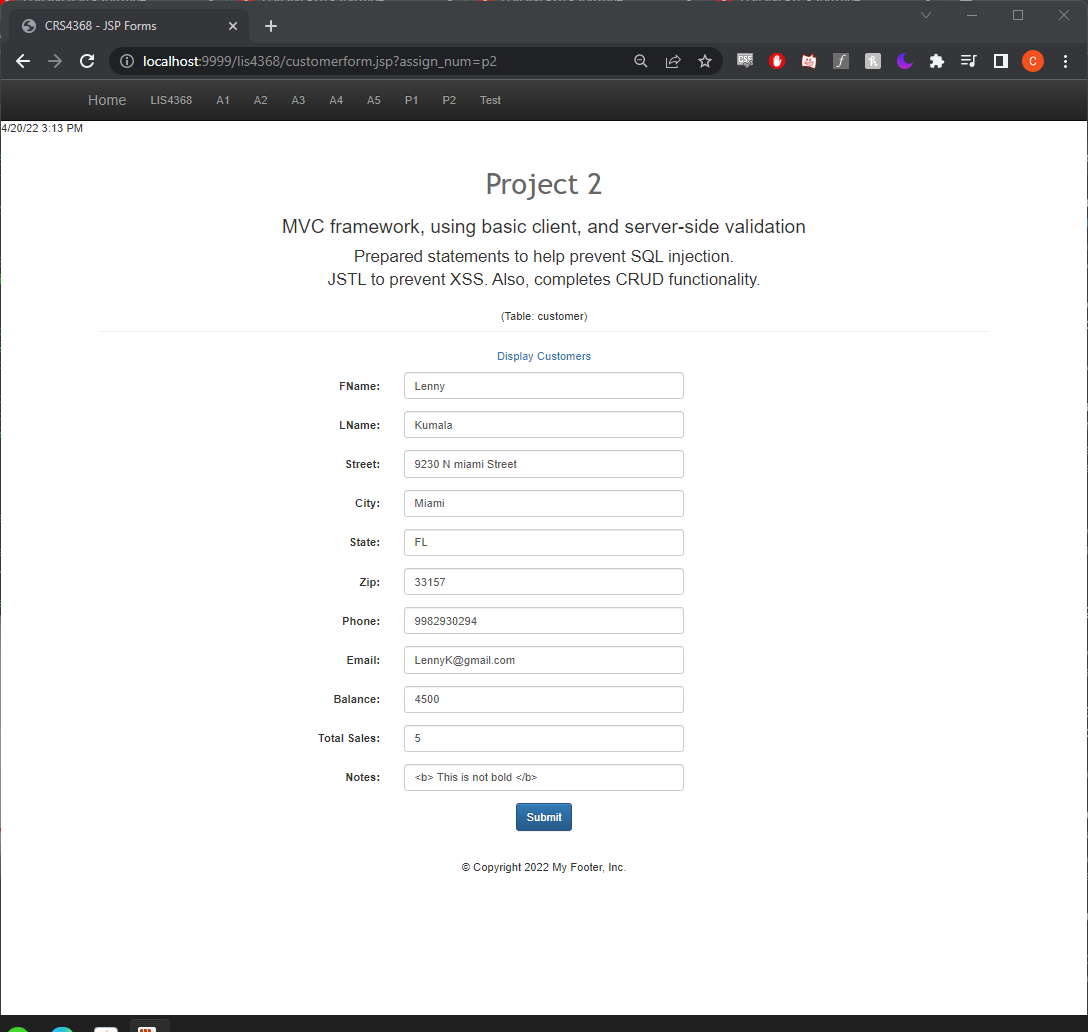 CRS4368 - JSP Forms
localhost:9999/lis4368/customerform.jsp?assign_num=p2
CSP
f
R
C
Home LIS4368 A1 A2 A3 A4 A5 P1 P2 Test
4/20/22 3:13 PM
Project 2
MVC framework, using basic client, and server-side validation
Prepared statements to help prevent SQL injection.
JSTL to prevent XSS. Also, completes CRUD functionality.
(Table: customer)
Display Customers
FName: Lenny
LName: Kumala
Street: 9230 N miami Street
City: Miami
State: FL
Zip: 33157
Phone: 9982930294
Email: LennyK@gmail.com
Balance: 4500
Total Sales: 5
Notes: <b> This is not bold </b>
Submit
© Copyright 2022 My Footer, Inc.